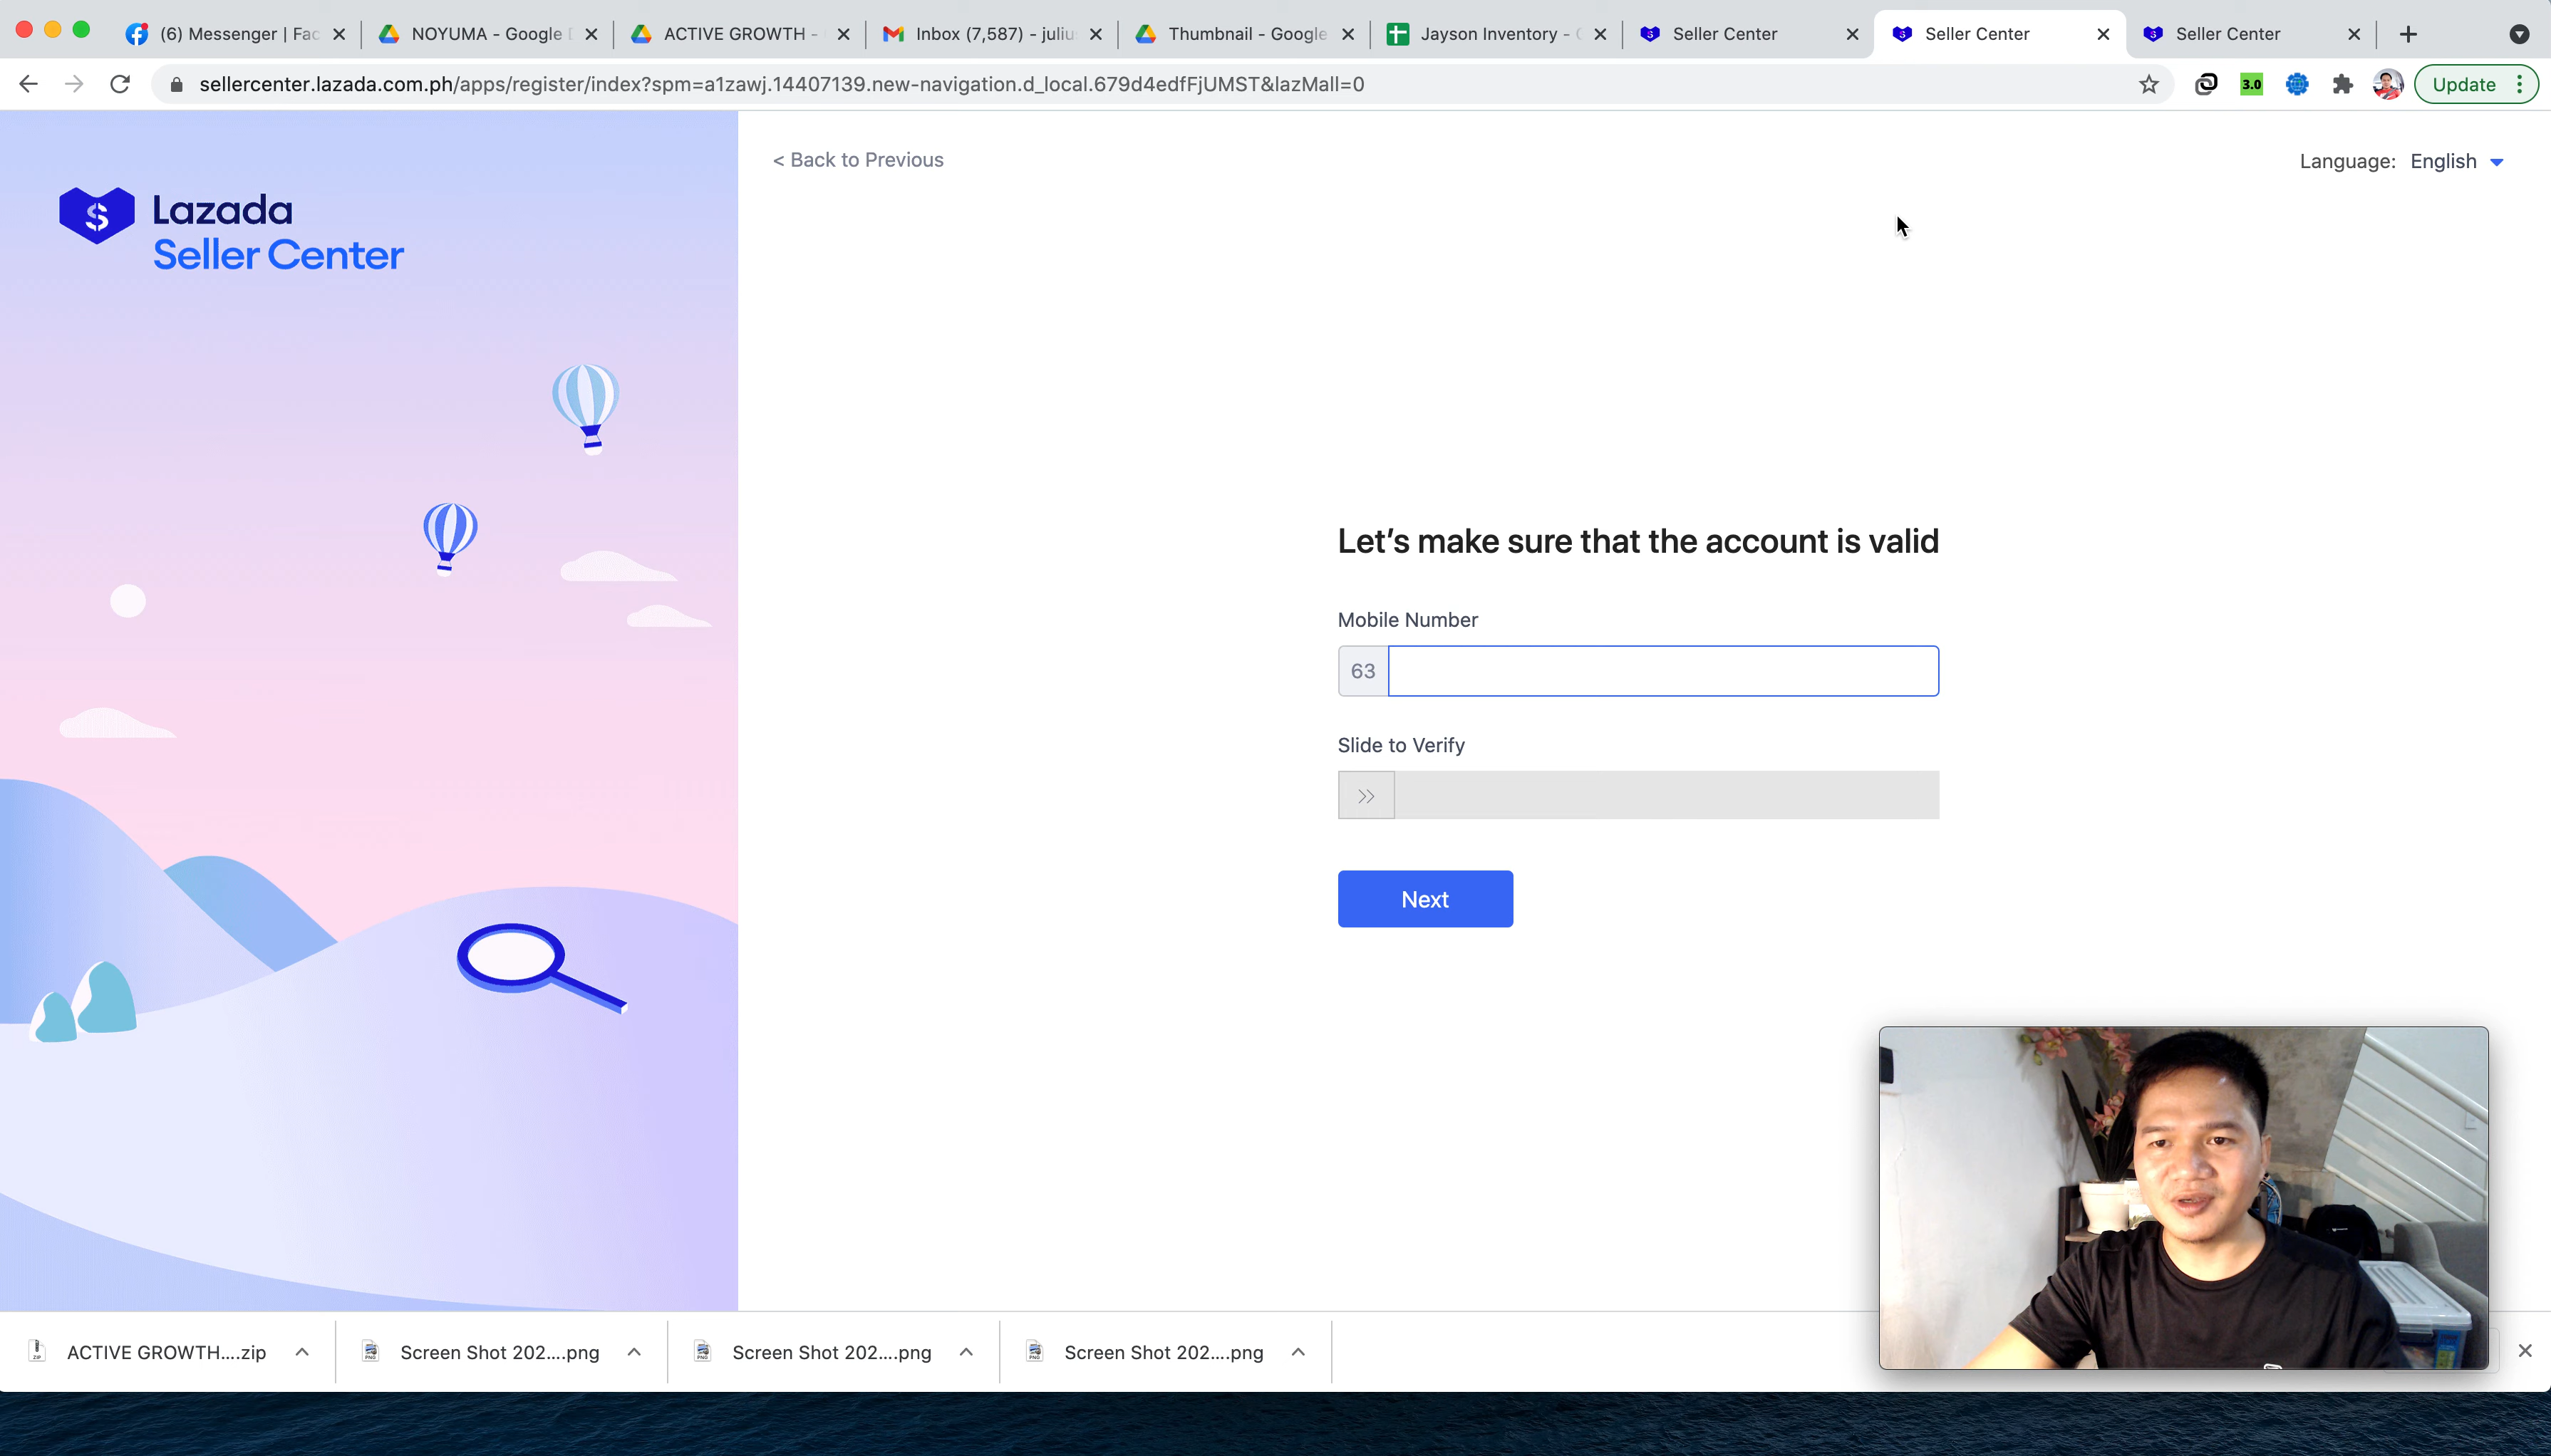 (6) Messenger | Fac
NOYUMA - Google D
ACTIVE GROWTH -
Inbox (7,587) - juliu
Thumbnail - Google
Jayson Inventory - G
Seller Center
Seller Center
Seller Center
sellercenter.lazada.com.ph/apps/register/index?spm=a1zawj.14407139.new-navigation.d_local.679d4edfFjUMST&lazMall=0
3.0
Update
< Back to Previous
Language: English
Lazada
Seller Center
Let's make sure that the account is valid
Mobile Number
63
Slide to Verify
Next
ACTIVE GROWTH....zip
Screen Shot 202....png
Screen Shot 202....png
Screen Shot 202....png